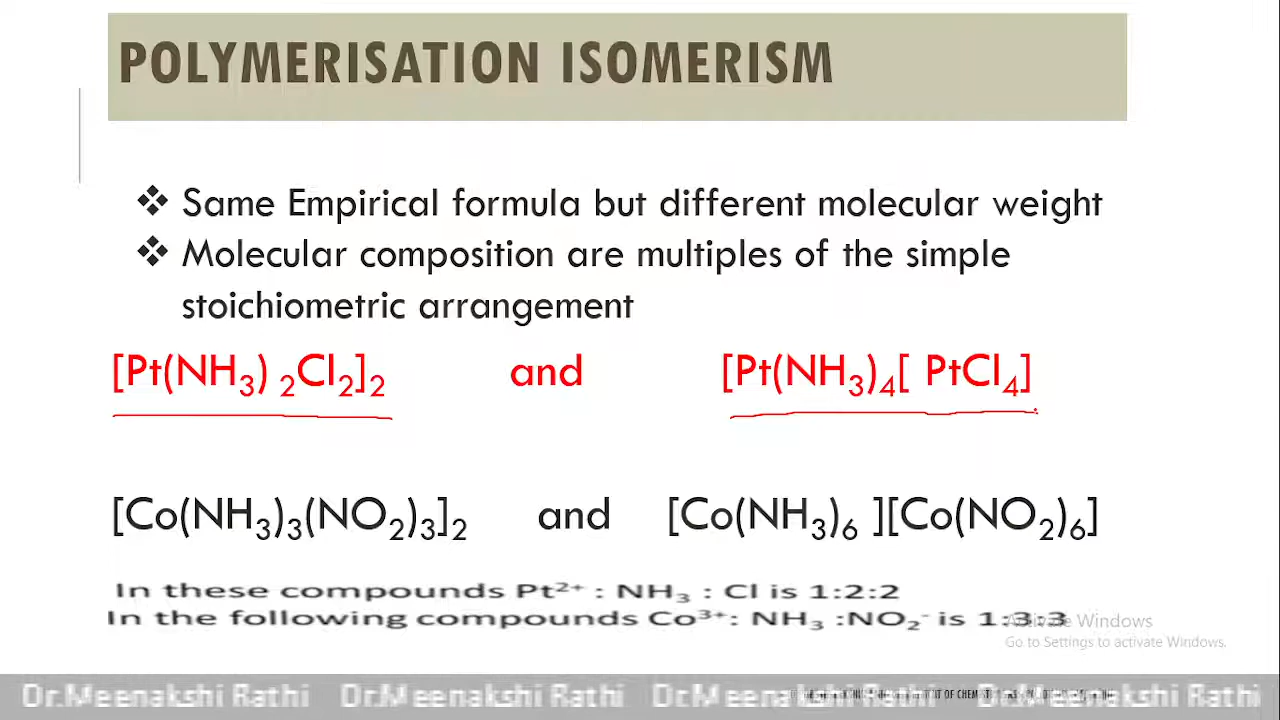 POLYMERISATION ISOMERISM
❖ Same Empirical formula but different molecular weight
❖ Molecular composition are multiples of the simple
stoichiometric arrangement
[Pt(NH₃) ₂Cl₂]₂ and [Pt(NH₃)₄[ PtCl₄]
[Co(NH₃)₃(NO₂)₃]₂ and [Co(NH₃)₆ ][Co(NO₂)₆]
In these compounds Pt²⁺ : NH₃ : Cl is 1:2:2
In the following compounds Co³⁺: NH₃ :NO₂⁻ is 1:3:3
Activate Windows
Go to Settings to activate Windows.
Dr.Meenakshi Rathi Dr.Meenakshi Rathi Dr.Meenakshi Rathi Dr.Meenakshi Rathi